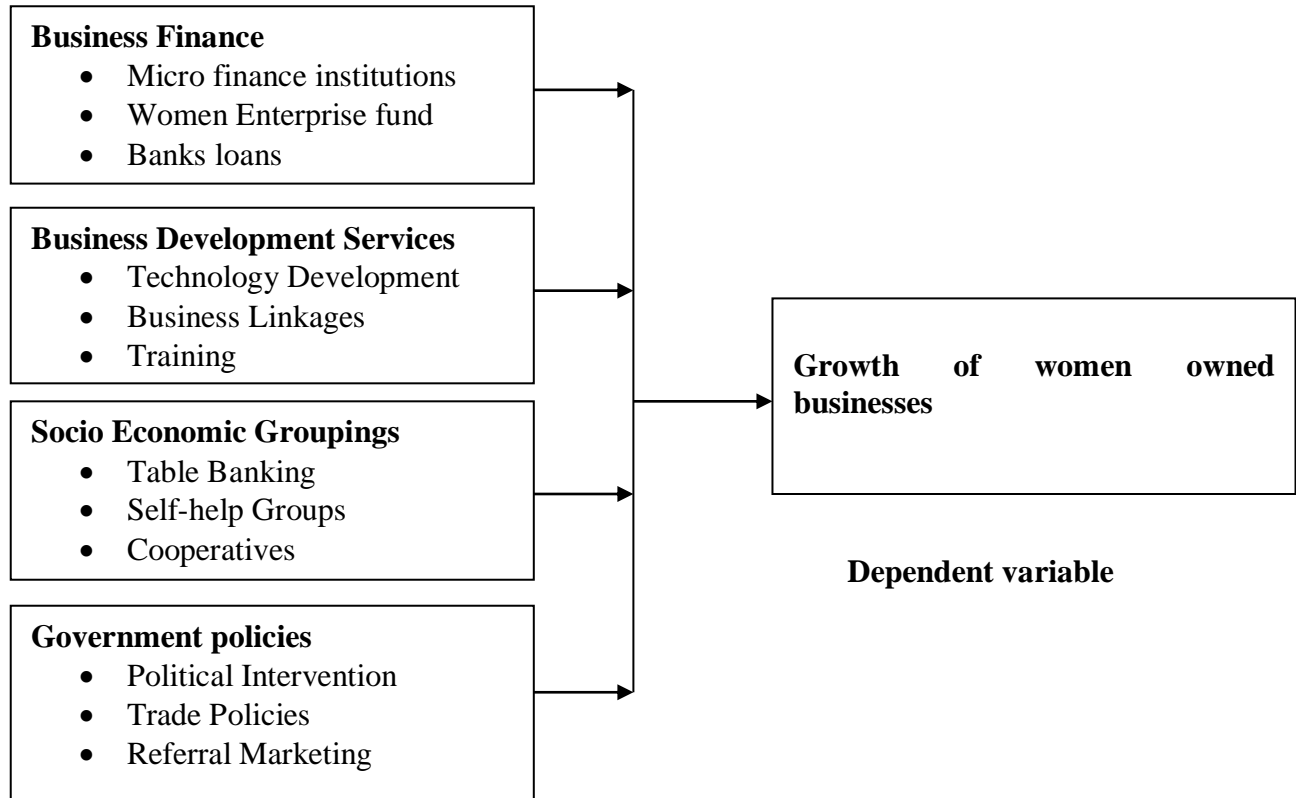 Business Finance
• Micro finance institutions
• Women Enterprise fund
• Banks loans
Business Development Services
• Technology Development
• Business Linkages
• Training
Socio Economic Groupings
• Table Banking
• Self-help Groups
• Cooperatives
Government policies
• Political Intervention
• Trade Policies
• Referral Marketing
Growth of women owned
businesses
Dependent variable